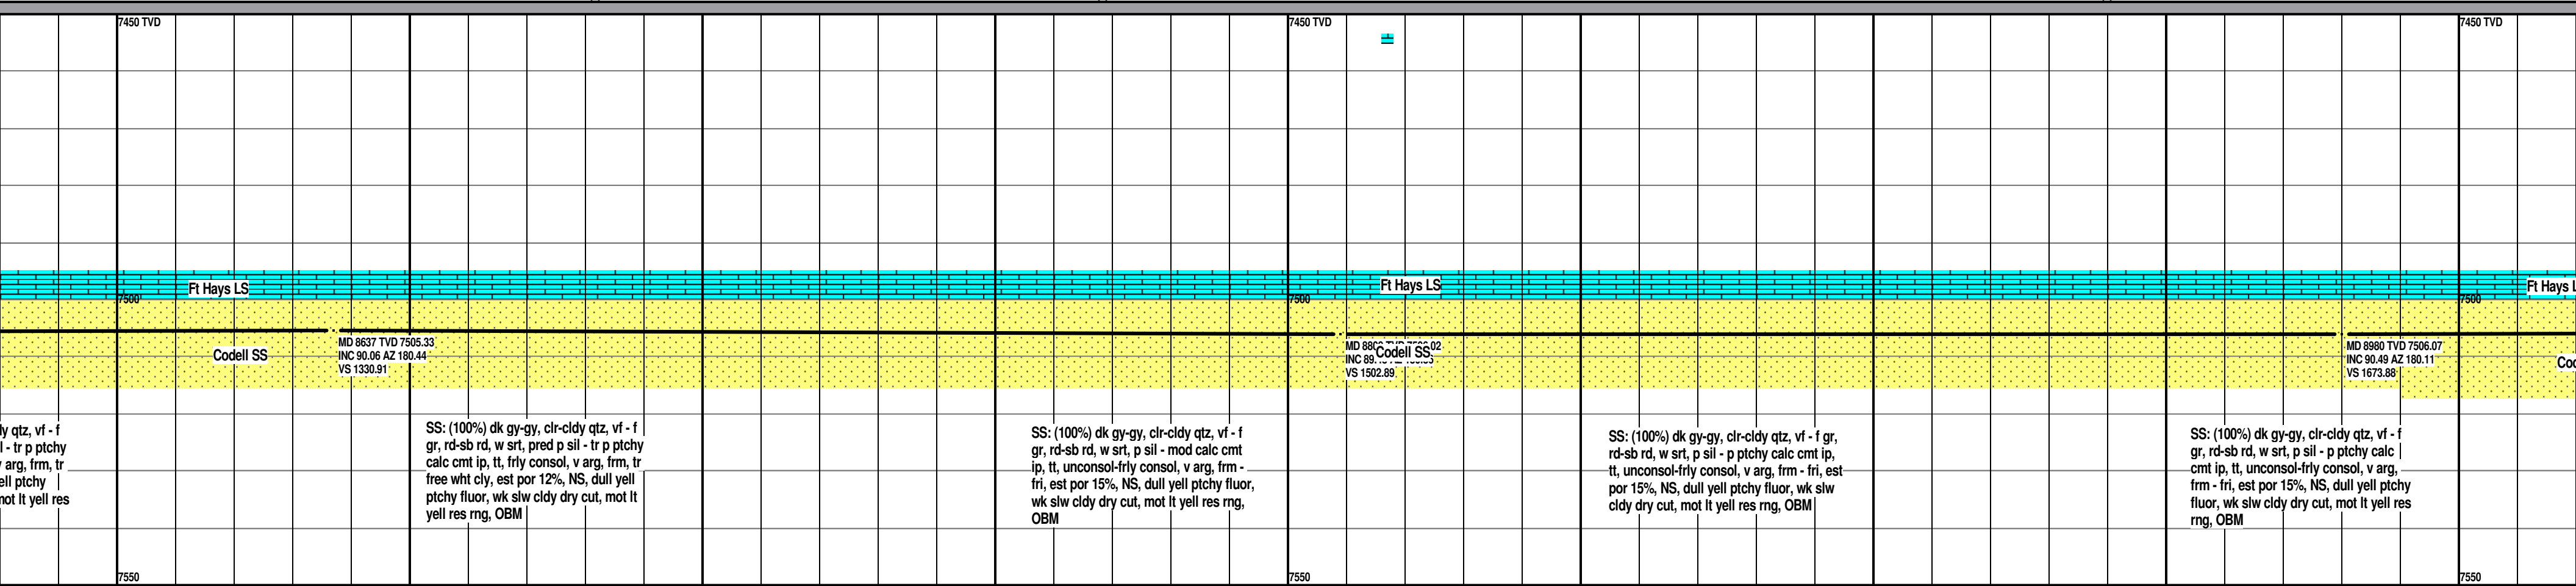 7450 TVD
7450 TVD
7450 TVD
Ft Hays LS
Ft Hays LS
Ft Hays
7500'
7500
7500
MD 8637 TVD 7505.33
INC 90.06 AZ 180.44
VS 1330.91
Codell SS
MD
INC
VS 1502.89
Codell SS
MD 8980 TVD 7506.07
INC 90.49 AZ 180.11
VS 1673.88
qtz, vf - f
- tr p ptchy
arg, frm, tr
ptchy
mot lt yell res
SS: (100%) dk gy-gy, clr-cldy qtz, vf - f
gr, rd-sb rd, w srt, pred p sil - tr p ptchy
calc cmt ip, tt, frly consol, v arg, frm, tr
free wht cly, est por 12%, NS, dull yell
ptchy fluor, wk slw cldy dry cut, mot lt
yell res rng, OBM
SS: (100%) dk gy-gy, clr-cldy qtz, vf - f
gr, rd-sb rd, w srt, p sil - mod calc cmt
ip, tt, unconsol-frly consol, v arg, frm -
fri, est por 15%, NS, dull yell ptchy fluor,
wk slw cldy dry cut, mot lt yell res rng,
OBM
SS: (100%) dk gy-gy, clr-cldy qtz, vf - f gr,
rd-sb rd, w srt, p sil - p ptchy calc cmt ip,
tt, unconsol-frly consol, v arg, frm - fri, est
por 15%, NS, dull yell ptchy fluor, wk slw
cldy dry cut, mot lt yell res rng, OBM
SS: (100%) dk gy-gy, clr-cldy qtz, vf - f
gr, rd-sb rd, w srt, p sil - p ptchy calc
cmt ip, tt, unconsol-frly consol, v arg,
frm - fri, est por 15%, NS, dull yell ptchy
fluor, wk slw cldy dry cut, mot lt yell res
rng, OBM
7550
7550
7550